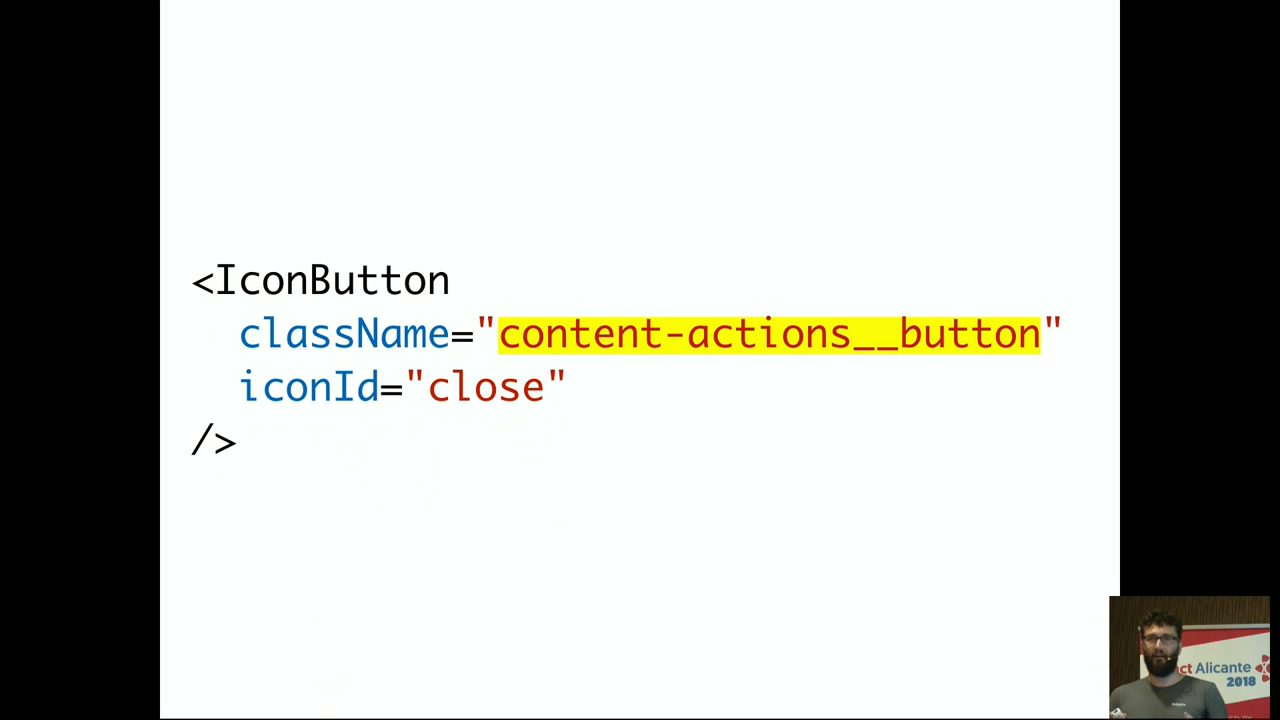 <IconButton
className="content-actions__button"
iconId="close"
/>
ct Alicante
2018